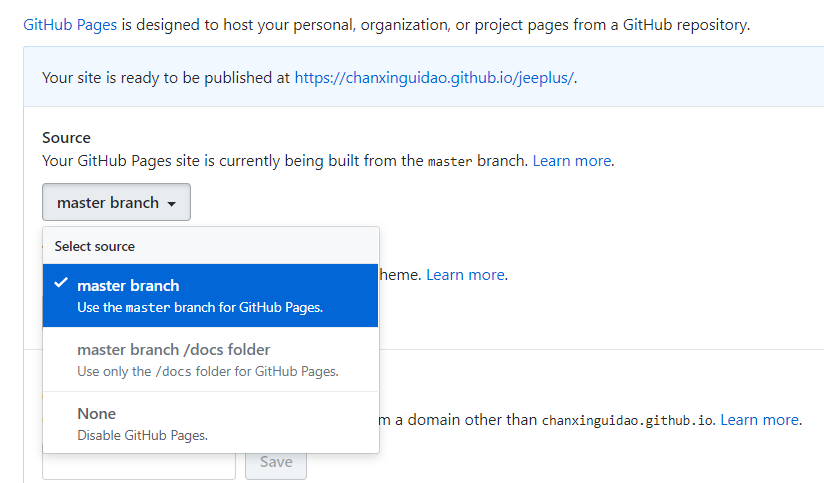 GitHub Pages is designed to host your personal, organization, or project pages from a GitHub repository.
Your site is ready to be published at https://chanxinguidao.github.io/jeeplus/.
Source
Your GitHub Pages site is currently being built from the master branch. Learn more.
master branch
Select source
heme. Learn more.
master branch
Use the master branch for GitHub Pages.
master branch /docs folder
Use only the /docs folder for GitHub Pages.
None
m a domain other than chanxinguidao.github.io. Learn more.
Disable GitHub Pages.
Save